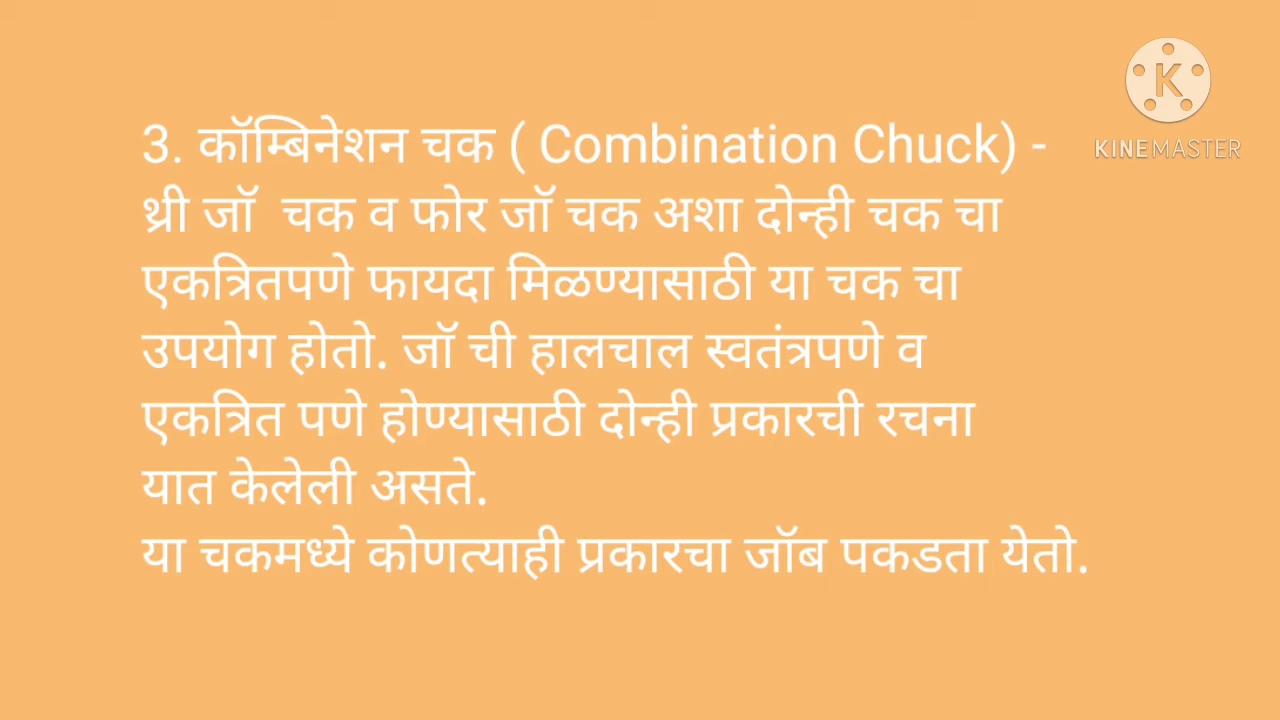 3. कॉम्बिनेशन चक ( Combination Chuck) -
थ्री जॉ  चक व फोर जॉ चक अशा दोन्ही चक चा
एकत्रितपणे फायदा मिळण्यासाठी या चक चा
उपयोग होतो. जॉ ची हालचाल स्वतंत्रपणे व
एकत्रित पणे होण्यासाठी दोन्ही प्रकारची रचना
यात केलेली असते.
या चकमध्ये कोणत्याही प्रकारचा जॉब पकडता येतो.
K
KINEMASTER